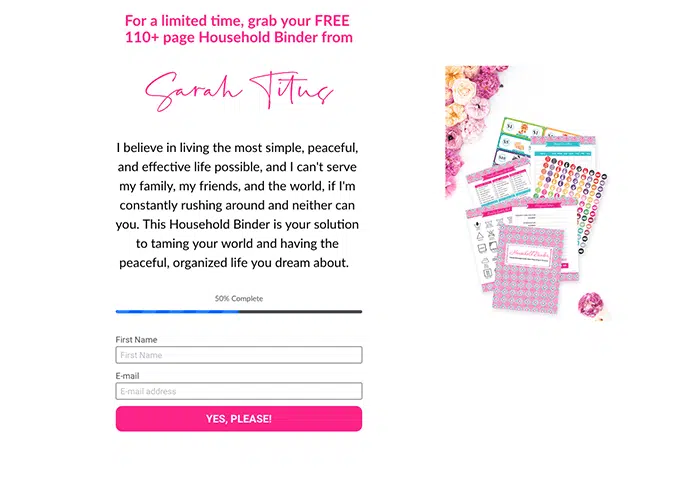 For a limited time, grab your FREE
110+ page Household Binder from
Sarah Titus
I believe in living the most simple, peaceful,
and effective life possible, and I can't serve
my family, my friends, and the world, if I'm
constantly rushing around and neither can
you. This Household Binder is your solution
to taming your world and having the
peaceful, organized life you dream about.
50% Complete
First Name
First Name
E-mail
E-mail address
YES, PLEASE!
Household Binder